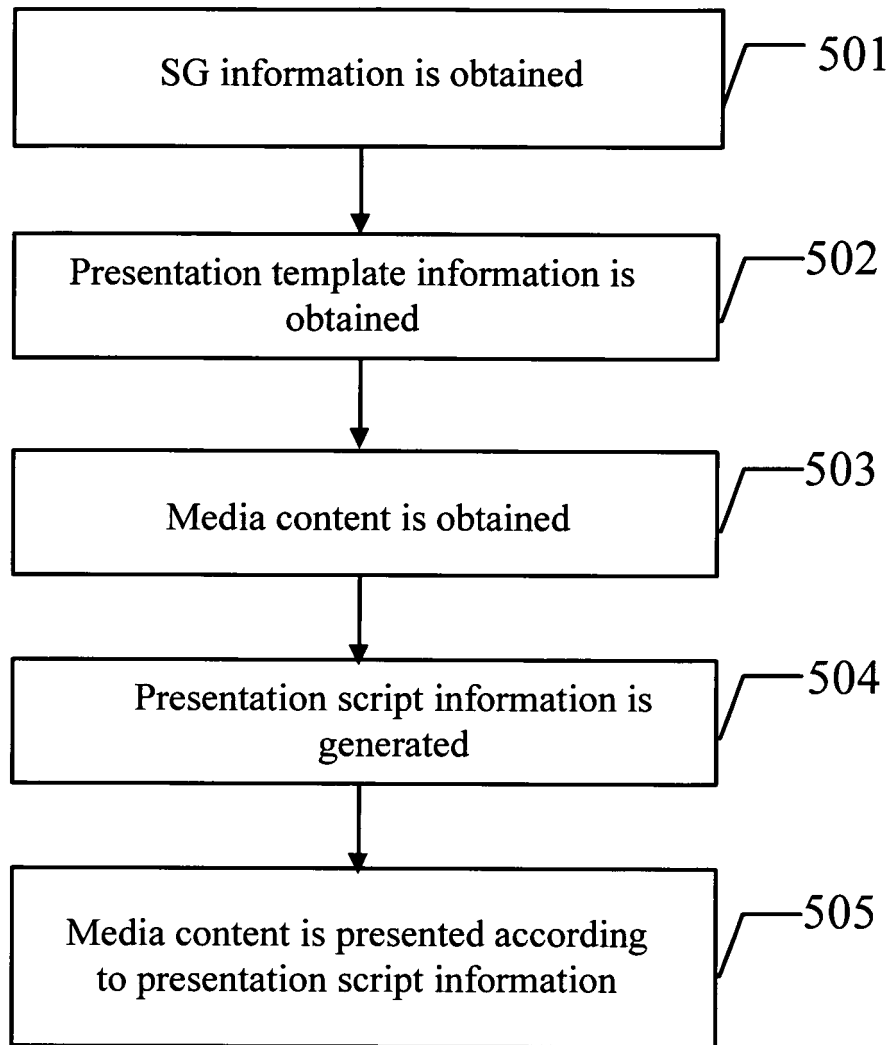 SG information is obtained
501
Presentation template information is
obtained
502
Media content is obtained
503
Presentation script information is
generated
504
Media content is presented according
to presentation script information
505